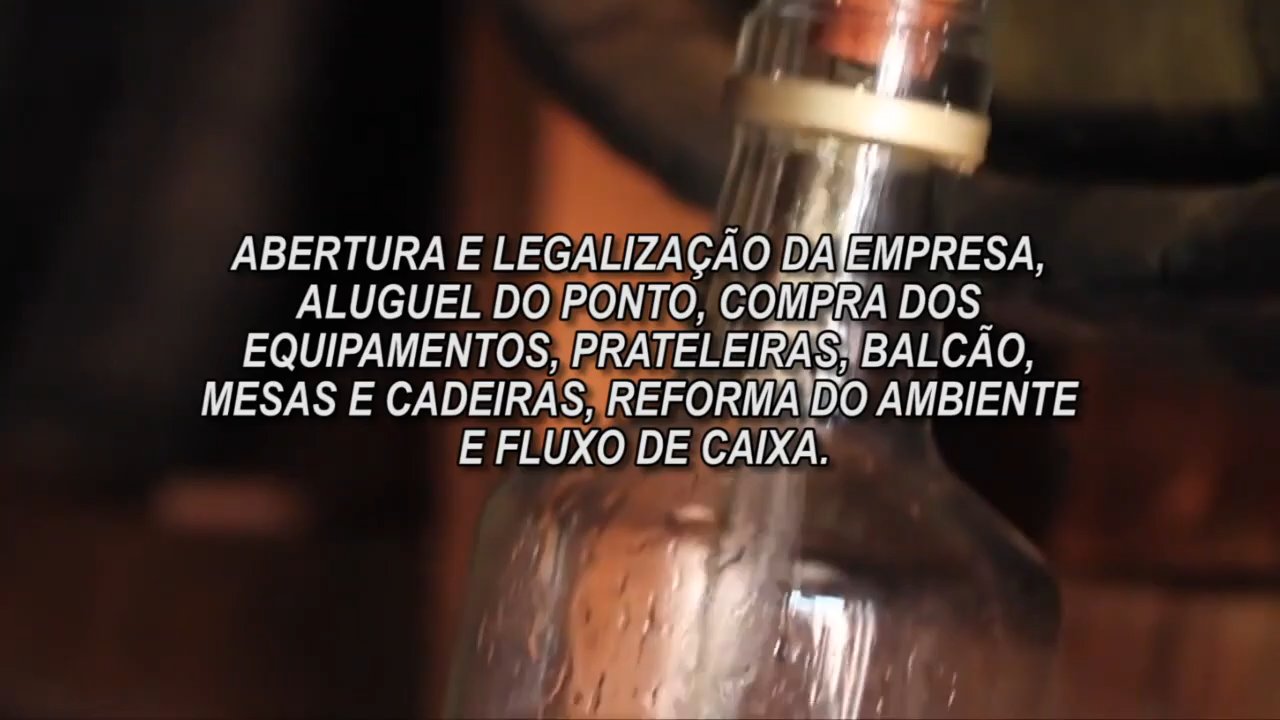 ABERTURA E LEGALIZAÇÃO DA EMPRESA,
ALUGUEL DO PONTO, COMPRA DOS
EQUIPAMENTOS, PRATELEIRAS, BALCÃO,
MESAS E CADEIRAS, REFORMA DO AMBIENTE
E FLUXO DE CAIXA.